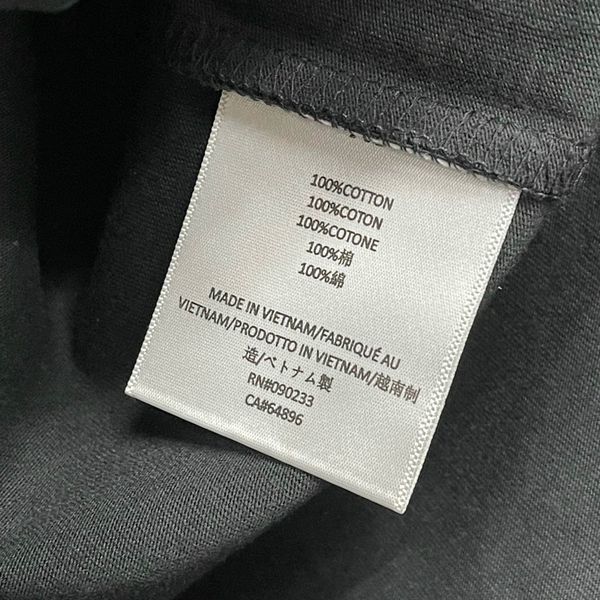 100%COTTON
100%COTON
100%COTONE
100%棉
100%綿
MADE IN VIETNAM/FABRIQUÉ AU
VIETNAM/PRODOTTO IN VIETNAM/越南制
造/ベトナム製
RN#090233
CA#64896